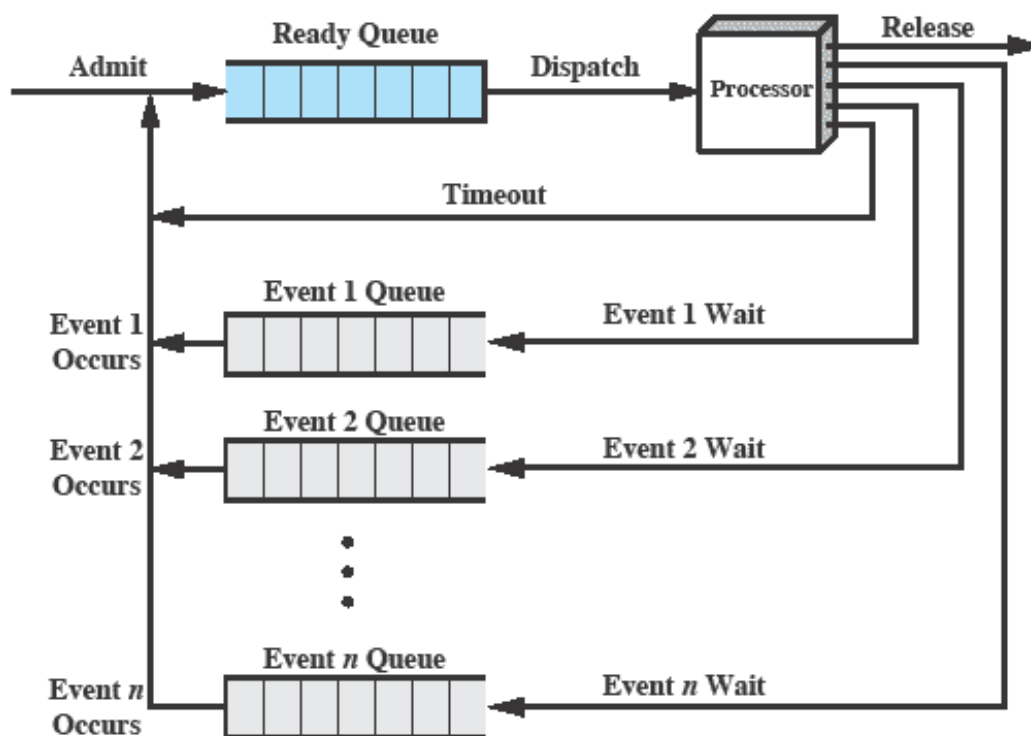 Ready Queue
Release
Admit
Dispatch
Processor
Timeout
Event 1 Queue
Event 1
Occurs
Event 1 Wait
Event 2 Queue
Event 2
Occurs
Event 2 Wait
Event n Queue
Event n
Occurs
Event n Wait